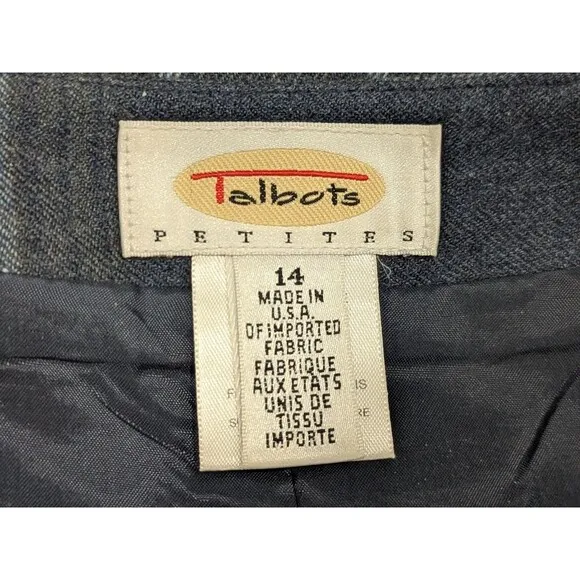 Talbots
PETITES
14
MADE IN
U.S.A.
OF IMPORTED
FABRIC
FABRIQUE
AUX ETATS
UNIS DE
TISSU
IMPORTE